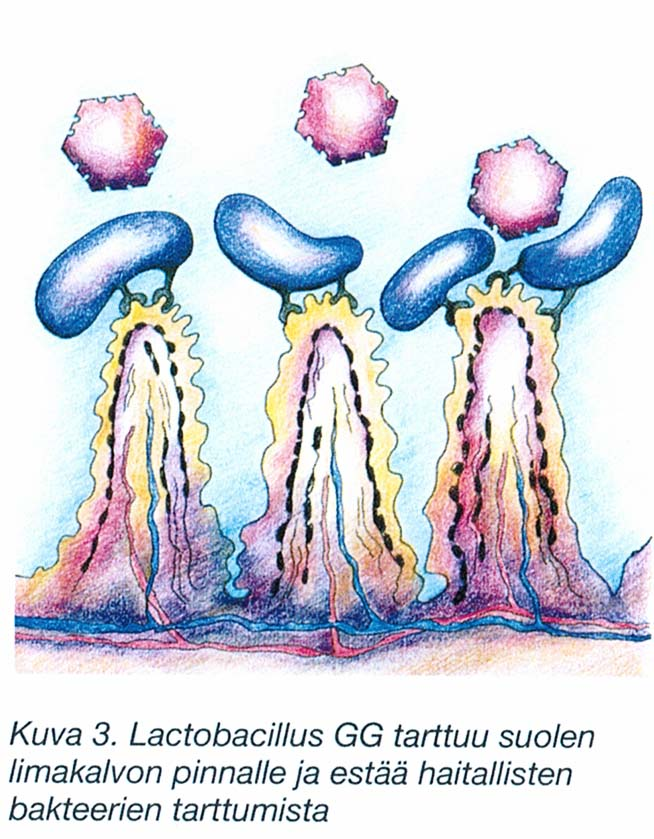 Kuva 3. Lactobacillus GG tarttuu suolen
limakalvon pinnalle ja estää haitallisten
bakteerien tarttumista